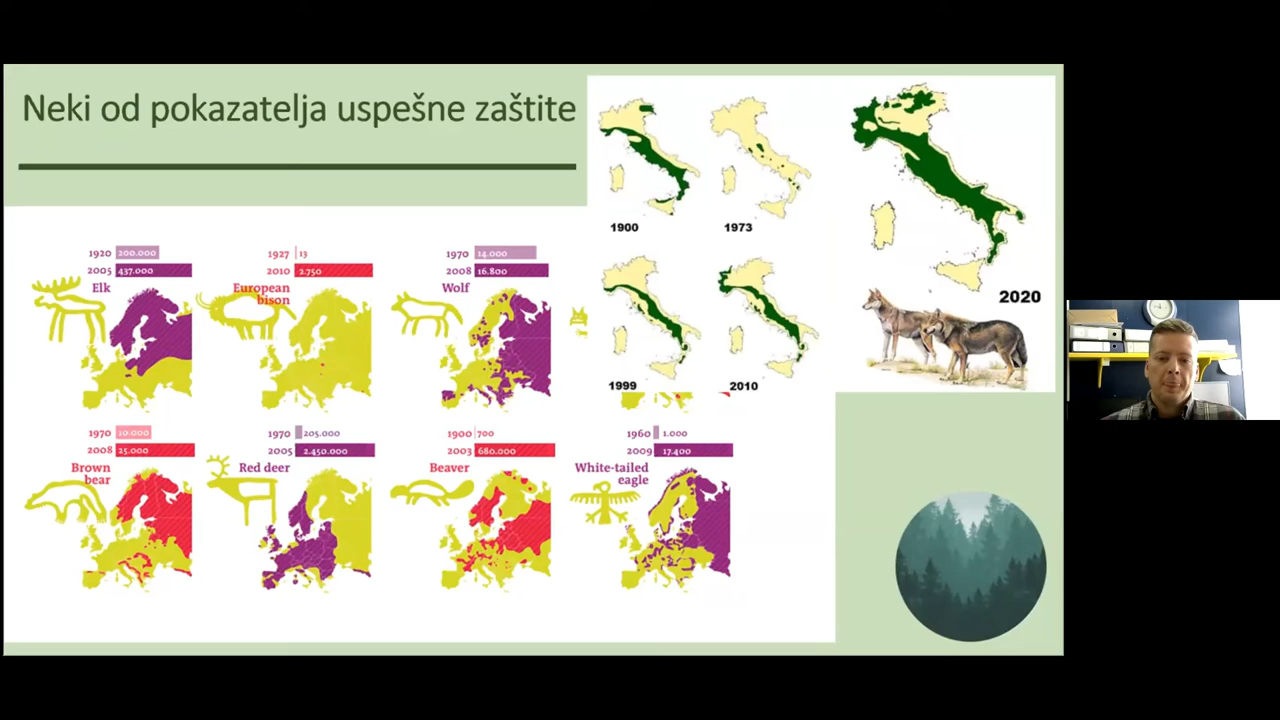 Neki od pokazatelja uspešne zaštite
1900
1973
2020
1999
2010
1920 200.000
2005 437.000
Elk
1927 13
2010 2.750
European
bison
1970 14.000
2008 16.800
Wolf
1970 10.000
2008 25.000
Brown
bear
1970 205.000
2005 2.450.000
Red deer
1900 700
2003 680.000
Beaver
1960 1.000
2009 17.400
White-tailed
eagle